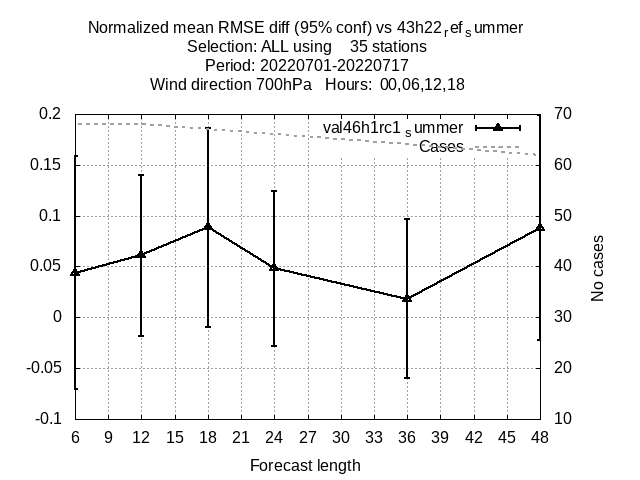 Normalized mean RMSE diff (95% conf) vs 43h22refsummer
Selection: ALL using 35 stations
Period: 20220701-20220717
Wind direction 700hPa Hours: 00,06,12,18
0.2
0.15
0.1
0.05
0
-0.05
-0.1
val46h1rc1summer
Cases
70
60
50
40
30
20
10
No cases
6 9 12 15 18 21 24 27 30 33 36 39 42 45 48
Forecast length